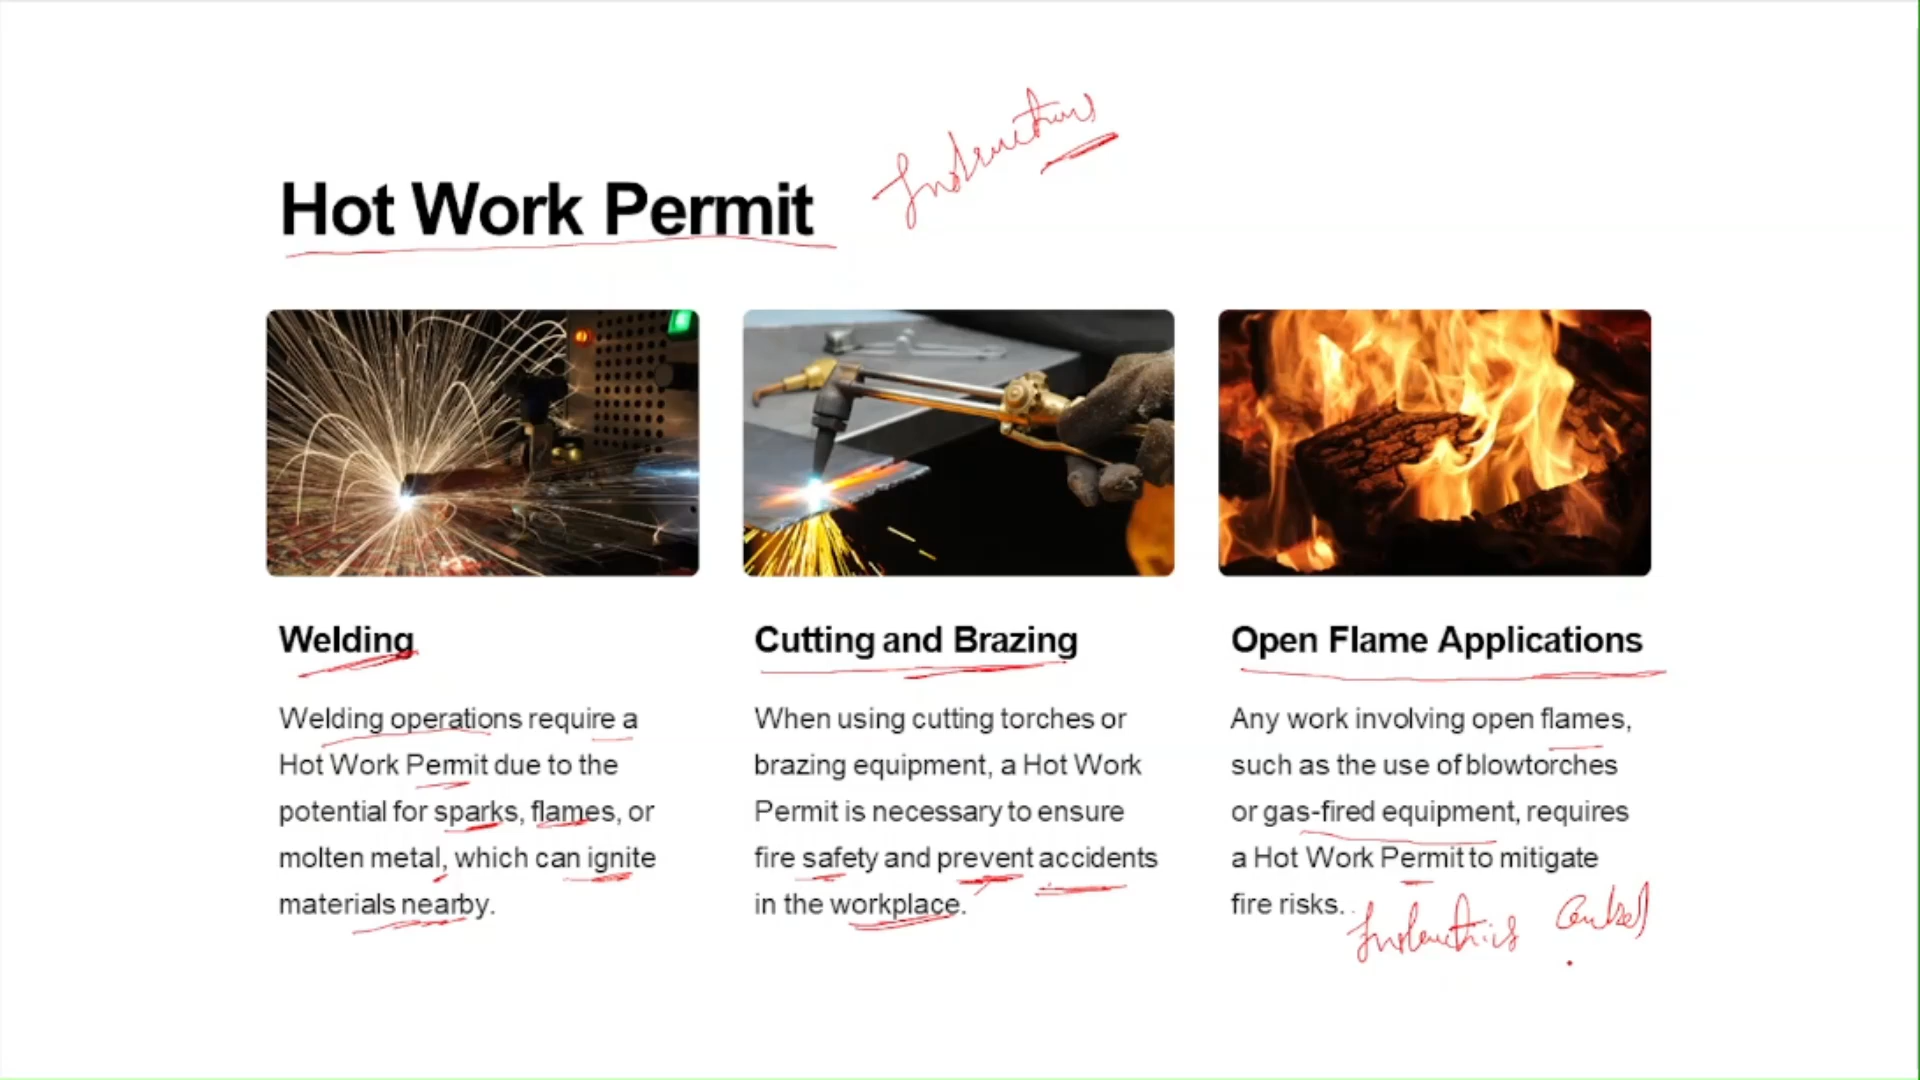 Instructions
Hot Work Permit
Welding
Welding operations require a
Hot Work Permit due to the
potential for sparks, flames, or
molten metal, which can ignite
materials nearby.
Cutting and Brazing
When using cutting torches or
brazing equipment, a Hot Work
Permit is necessary to ensure
fire safety and prevent accidents
in the workplace.
Open Flame Applications
Any work involving open flames,
such as the use of blowtorches
or gas-fired equipment, requires
a Hot Work Permit to mitigate
fire risks.